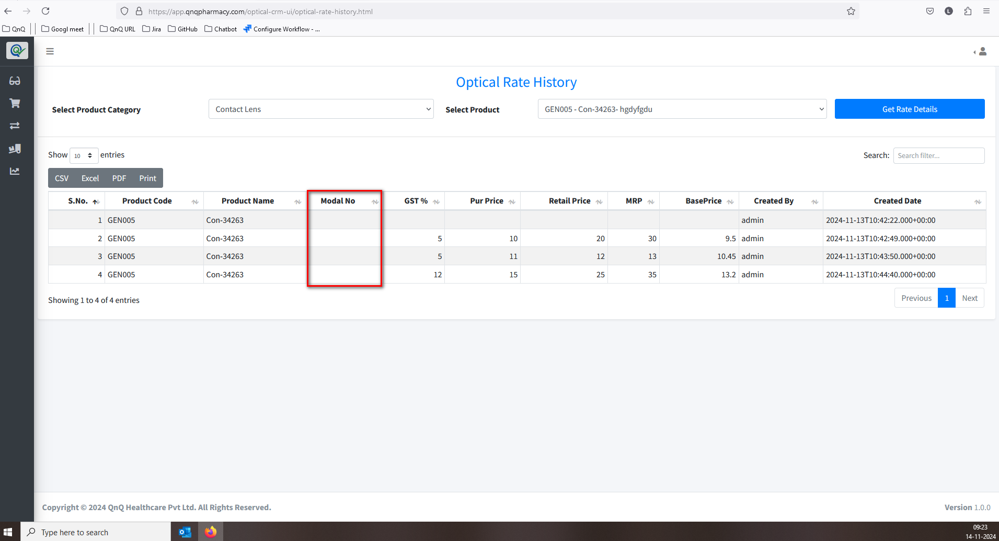 https://app.qnqpharmacy.com/optical-crm-ui/optical-rate-history.html
L
QnQ Googl meet QnQ URL Jira GitHub Chatbot Configure Workflow - ...
Optical Rate History
Select Product Category Contact Lens Select Product GEN005 - Con-34263- hgdyfgdu Get Rate Details
Show 10 entries Search: Search filter...
CSV Excel PDF Print
S.No. Product Code Product Name Modal No GST % Pur Price Retail Price MRP BasePrice Created By Created Date
1 GEN005 Con-34263 admin 2024-11-13T10:42:22.000+00:00
2 GEN005 Con-34263 5 10 20 30 9.5 admin 2024-11-13T10:42:49.000+00:00
3 GEN005 Con-34263 5 11 12 13 10.45 admin 2024-11-13T10:43:50.000+00:00
4 GEN005 Con-34263 12 15 25 35 13.2 admin 2024-11-13T10:44:40.000+00:00
Showing 1 to 4 of 4 entries Previous 1 Next
Copyright © 2024 QnQ Healthcare Pvt Ltd. All Rights Reserved. Version 1.0.0
Type here to search
09:23
14-11-2024